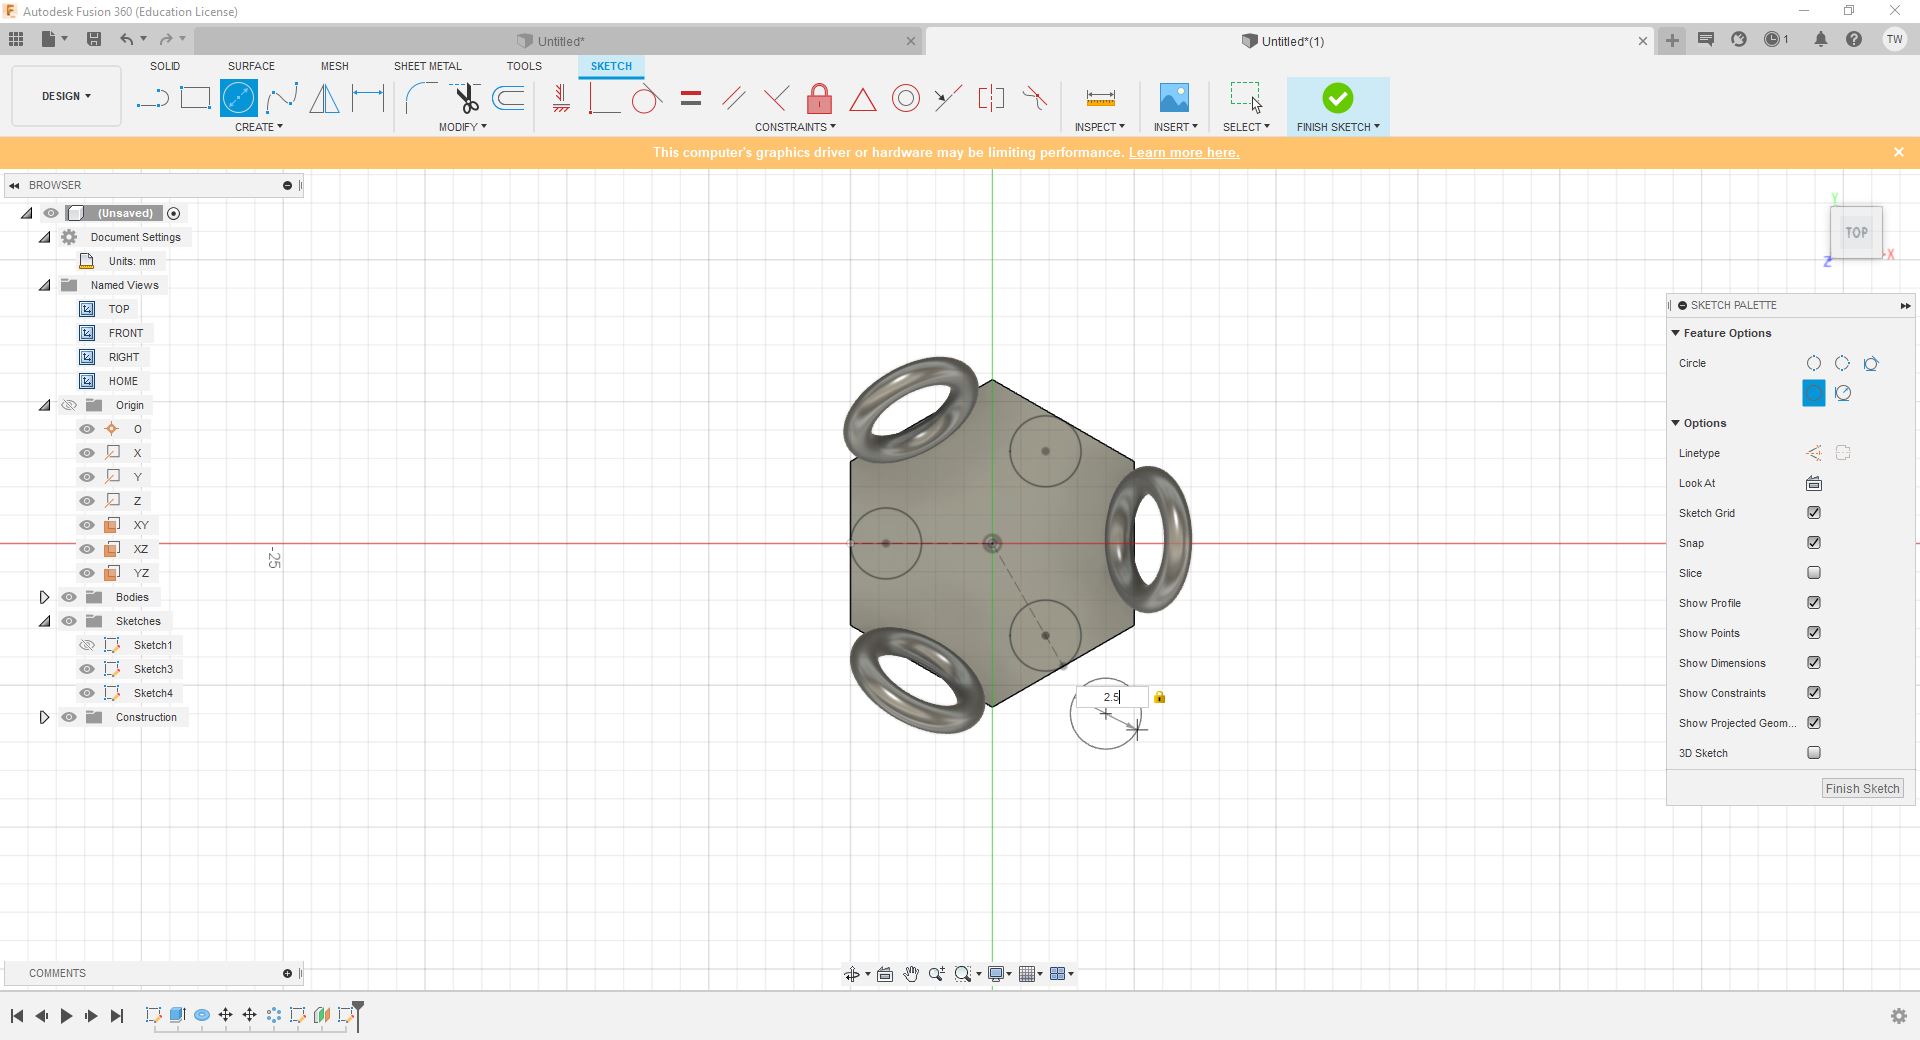 Autodesk Fusion 360 (Education License)
Untitled*
Untitled*(1)
1
TW
DESIGN
SOLID
SURFACE
MESH
SHEET METAL
TOOLS
SKETCH
CREATE
MODIFY
CONSTRAINTS
INSPECT
INSERT
SELECT
FINISH SKETCH
This computer's graphics driver or hardware may be limiting performance. Learn more here.
BROWSER
(Unsaved)
Document Settings
Units: mm
Named Views
TOP
FRONT
RIGHT
HOME
Origin
O
X
Y
Z
XY
XZ
YZ
Bodies
Sketches
Sketch1
Sketch3
Sketch4
Construction
-25
2.5
Y
TOP
X
Z
SKETCH PALETTE
Feature Options
Circle
Options
Linetype
Look At
Sketch Grid
Snap
Slice
Show Profile
Show Points
Show Dimensions
Show Constraints
Show Projected Geom...
3D Sketch
Finish Sketch
COMMENTS